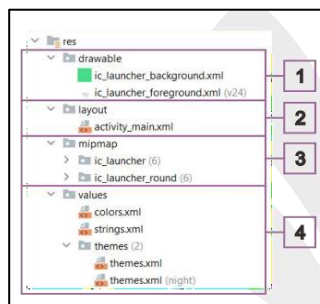 res
drawable
ic_launcher_background.xml
ic_launcher_foreground.xml (v24)
1
layout
activity_main.xml
2
mipmap
ic_launcher (6)
ic_launcher_round (6)
3
values
colors.xml
strings.xml
themes (2)
themes.xml
themes.xml (night)
4